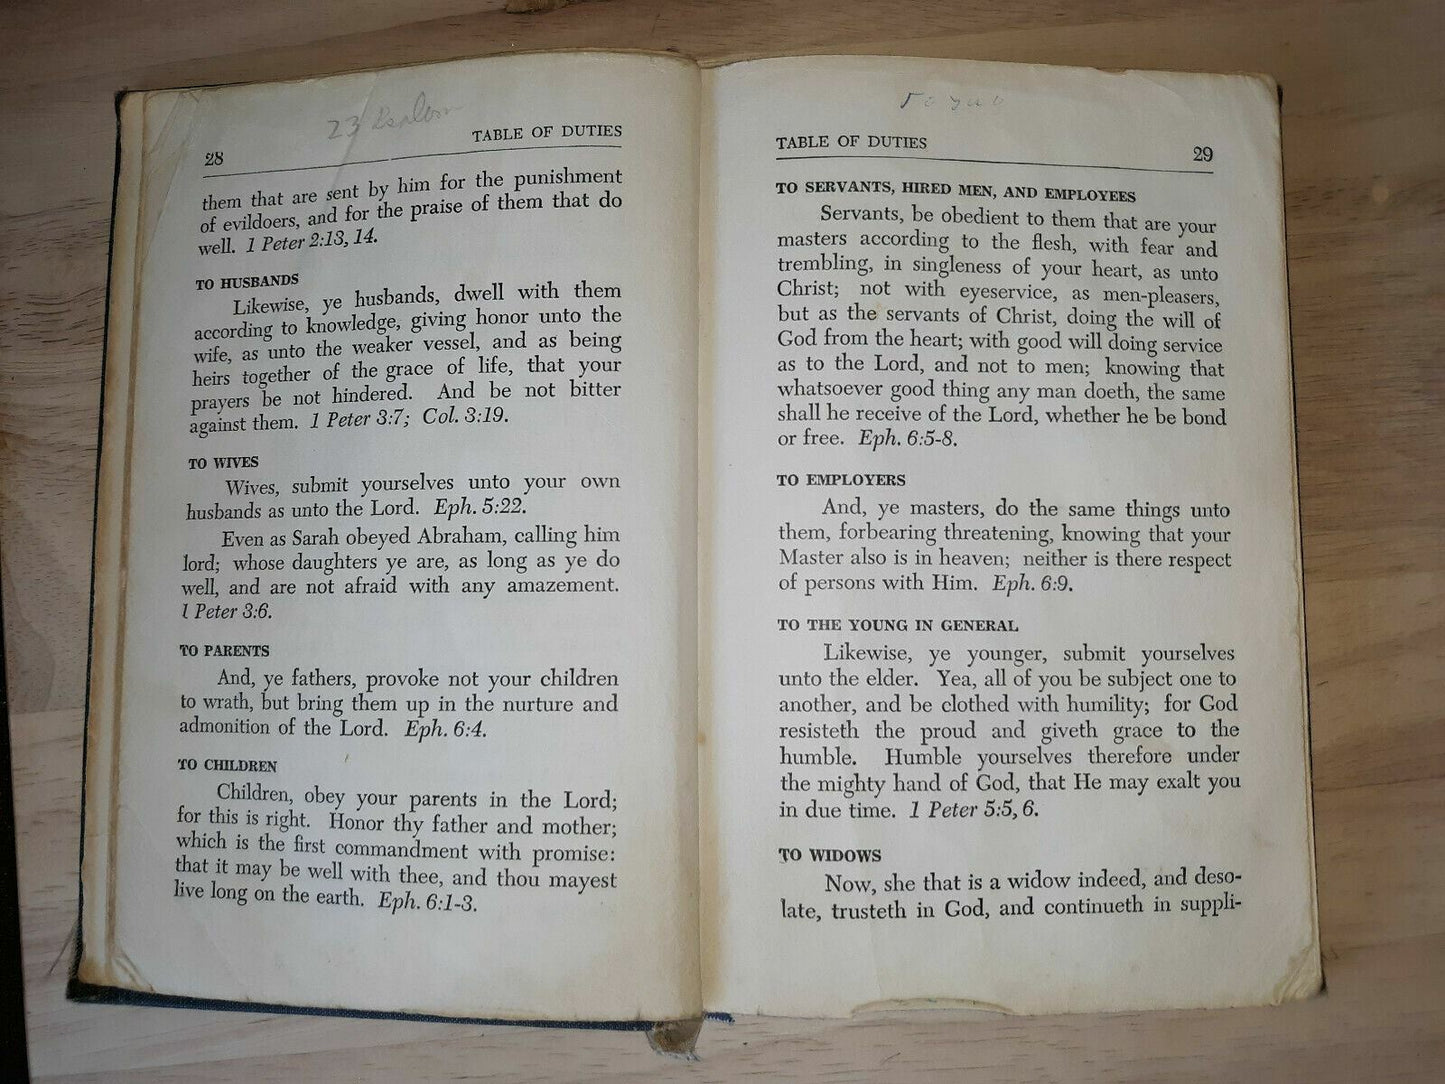 23 Psalm
28 TABLE OF DUTIES
them that are sent by him for the punishment
of evildoers, and for the praise of them that do
well. 1 Peter 2:13, 14.
TO HUSBANDS
Likewise, ye husbands, dwell with them
according to knowledge, giving honor unto the
wife, as unto the weaker vessel, and as being
heirs together of the grace of life, that your
prayers be not hindered. And be not bitter
against them. 1 Peter 3:7; Col. 3:19.
TO WIVES
Wives, submit yourselves unto your own
husbands as unto the Lord. Eph. 5:22.
Even as Sarah obeyed Abraham, calling him
lord; whose daughters ye are, as long as ye do
well, and are not afraid with any amazement.
1 Peter 3:6.
TO PARENTS
And, ye fathers, provoke not your children
to wrath, but bring them up in the nurture and
admonition of the Lord. Eph. 6:4.
TO CHILDREN
Children, obey your parents in the Lord;
for this is right. Honor thy father and mother;
which is the first commandment with promise:
that it may be well with thee, and thou mayest
live long on the earth. Eph. 6:1-3.
TABLE OF DUTIES 29
TO SERVANTS, HIRED MEN, AND EMPLOYEES
Servants, be obedient to them that are your
masters according to the flesh, with fear and
trembling, in singleness of your heart, as unto
Christ; not with eyeservice, as men-pleasers,
but as the servants of Christ, doing the will of
God from the heart; with good will doing service
as to the Lord, and not to men; knowing that
whatsoever good thing any man doeth, the same
shall he receive of the Lord, whether he be bond
or free. Eph. 6:5-8.
TO EMPLOYERS
And, ye masters, do the same things unto
them, forbearing threatening, knowing that your
Master also is in heaven; neither is there respect
of persons with Him. Eph. 6:9.
TO THE YOUNG IN GENERAL
Likewise, ye younger, submit yourselves
unto the elder. Yea, all of you be subject one to
another, and be clothed with humility; for God
resisteth the proud and giveth grace to the
humble. Humble yourselves therefore under
the mighty hand of God, that He may exalt you
in due time. 1 Peter 5:5, 6.
TO WIDOWS
Now, she that is a widow indeed, and deso-
late, trusteth in God, and continueth in suppli-